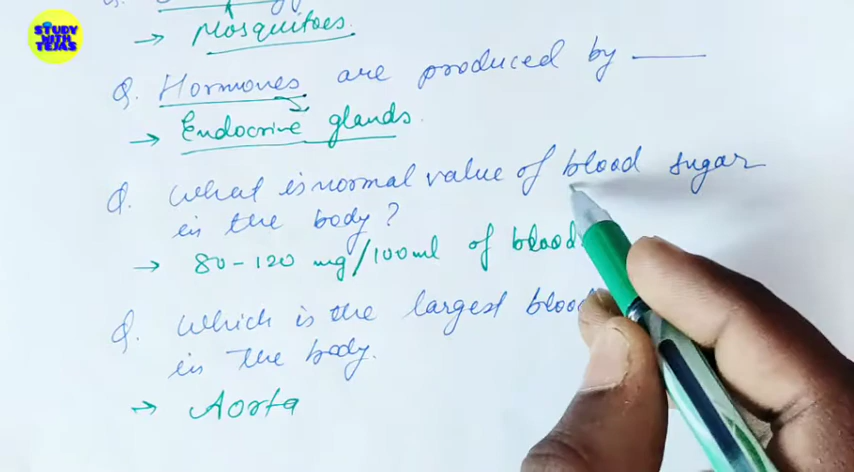 STUDY
WITH
TEJAS
→ Mosquitoes.
Q. Hormones are produced by ———
→ Endocrine glands.
Q. What is normal value of blood sugar
in the body?
→ 80-120 mg/100ml of blood
Q. Which is the largest blood
in the body.
→ Aorta